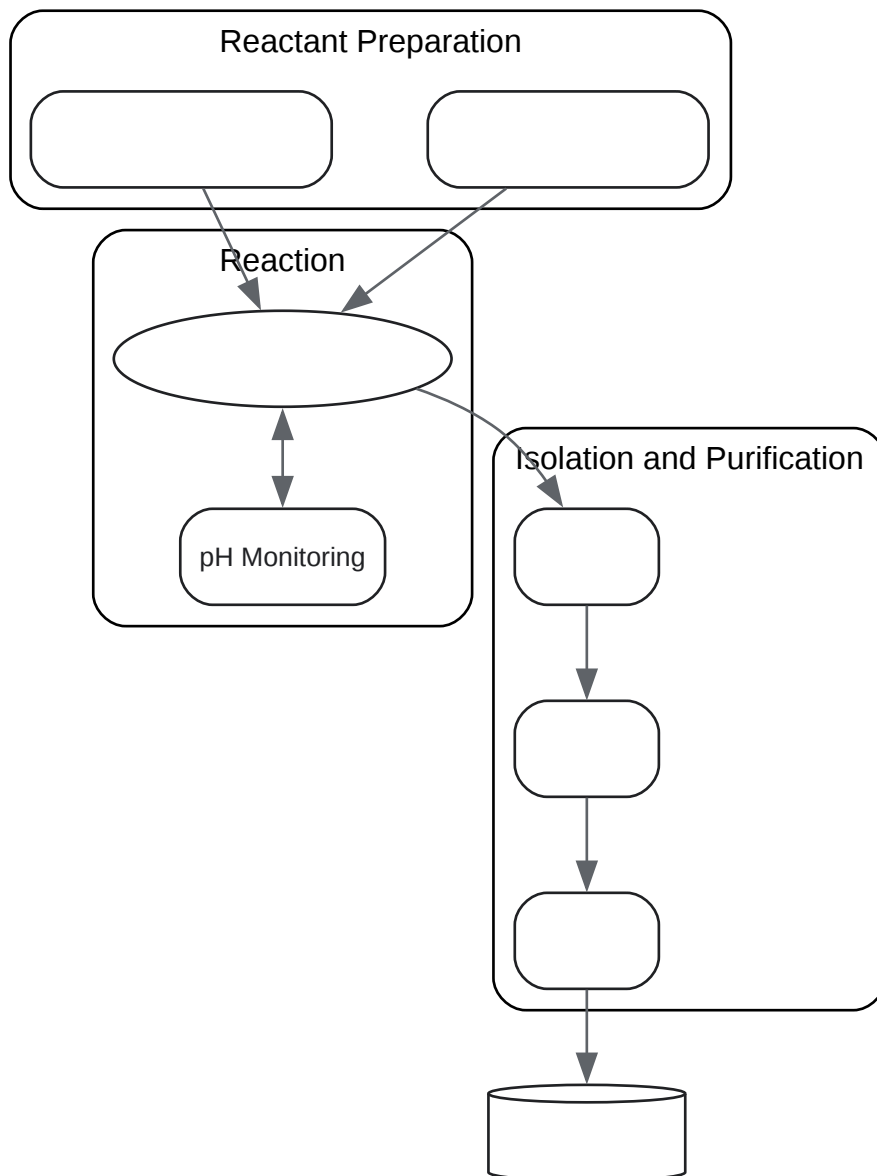 Reactant Preparation
Reaction
Isolation and Purification
pH Monitoring